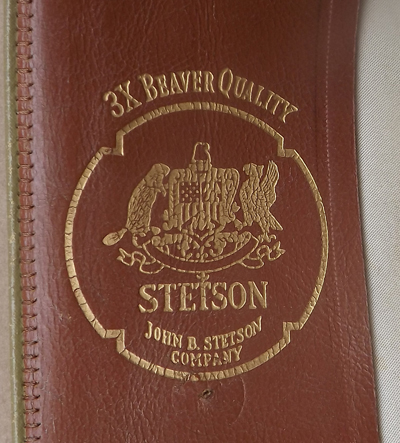 3X BEAVER QUALITY
STETSON
JOHN B. STETSON
COMPANY